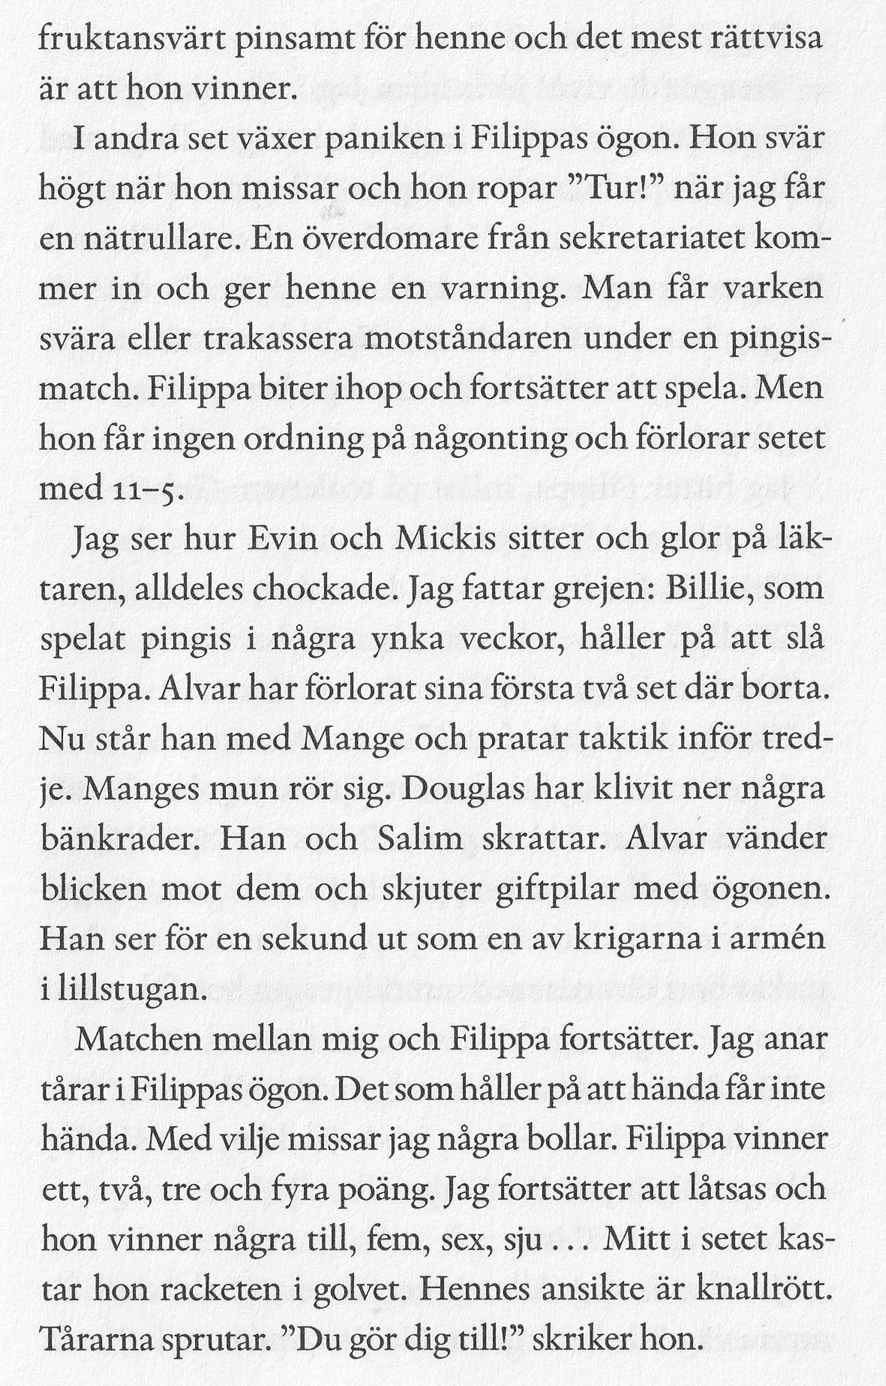 fruktansvärt pinsamt för henne och det mest rättvisa
är att hon vinner.
I andra set växer paniken i Filippas ögon. Hon svär
högt när hon missar och hon ropar ”Tur!” när jag får
en nätrullare. En överdomare från sekretariatet kom-
mer in och ger henne en varning. Man får varken
svära eller trakassera motståndaren under en pingis-
match. Filippa biter ihop och fortsätter att spela. Men
hon får ingen ordning på någonting och förlorar setet
med 11–5.
Jag ser hur Evin och Mickis sitter och glor på läk-
taren, alldeles chockade. Jag fattar grejen: Billie, som
spelat pingis i några ynka veckor, håller på att slå
Filippa. Alvar har förlorat sina första två set där borta.
Nu står han med Mange och pratar taktik inför tred-
je. Manges mun rör sig. Douglas har klivit ner några
bänkrader. Han och Salim skrattar. Alvar vänder
blicken mot dem och skjuter giftpilar med ögonen.
Han ser för en sekund ut som en av krigarna i armén
i lillstugan.
Matchen mellan mig och Filippa fortsätter. Jag anar
tårar i Filippas ögon. Det som håller på att hända får inte
hända. Med vilje missar jag några bollar. Filippa vinner
ett, två, tre och fyra poäng. Jag fortsätter att låtsas och
hon vinner några till, fem, sex, sju … Mitt i setet kas-
tar hon racketen i golvet. Hennes ansikte är knallrött.
Tårarna sprutar. ”Du gör dig till!” skriker hon.